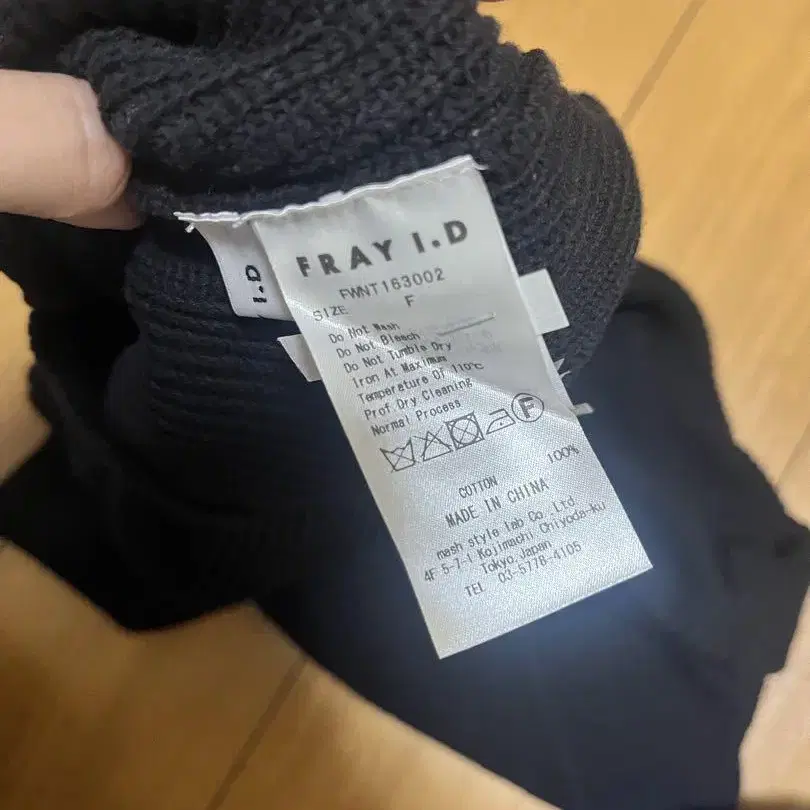 FRAY I.D
I.D
FWNT163002
SIZE F
Do Not Wash
Do Not Bleach
Do Not Tumble Dry
Iron At Maximum
Temperature Of 110℃
Prof Dry Cleaning
Normal Process
F
COTTON 100%
MADE IN CHINA
mash style lab Co.,Ltd
4F 5-7-1 Kojimachi Chiyoda-ku
Tokyo,Japan
TEL 03-5778-4105